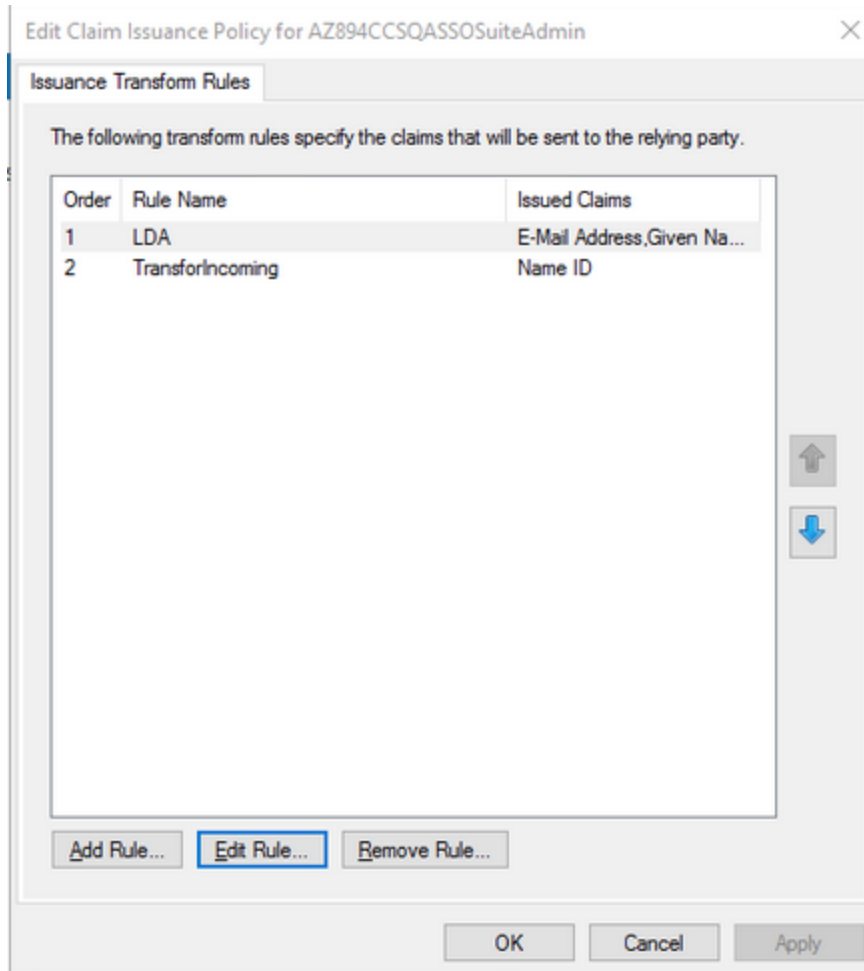 Edit Claim Issuance Policy for AZ894CCSQASSOSuiteAdmin
Issuance Transform Rules
The following transform rules specify the claims that will be sent to the relying party.
Order Rule Name Issued Claims
1 LDA E-Mail Address,Given Na...
2 TransforIncoming Name ID
Add Rule... Edit Rule... Remove Rule...
OK Cancel Apply